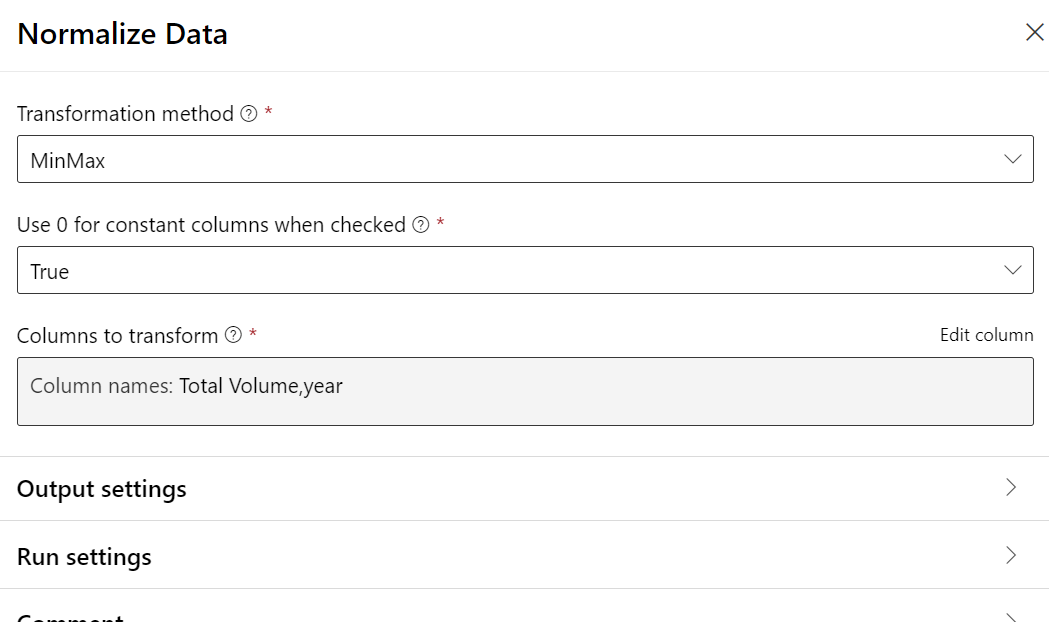 Normalize Data
Transformation method ? *
MinMax
Use 0 for constant columns when checked ? *
True
Columns to transform ? *
Edit column
Column names: Total Volume,year
Output settings
Run settings
Comment